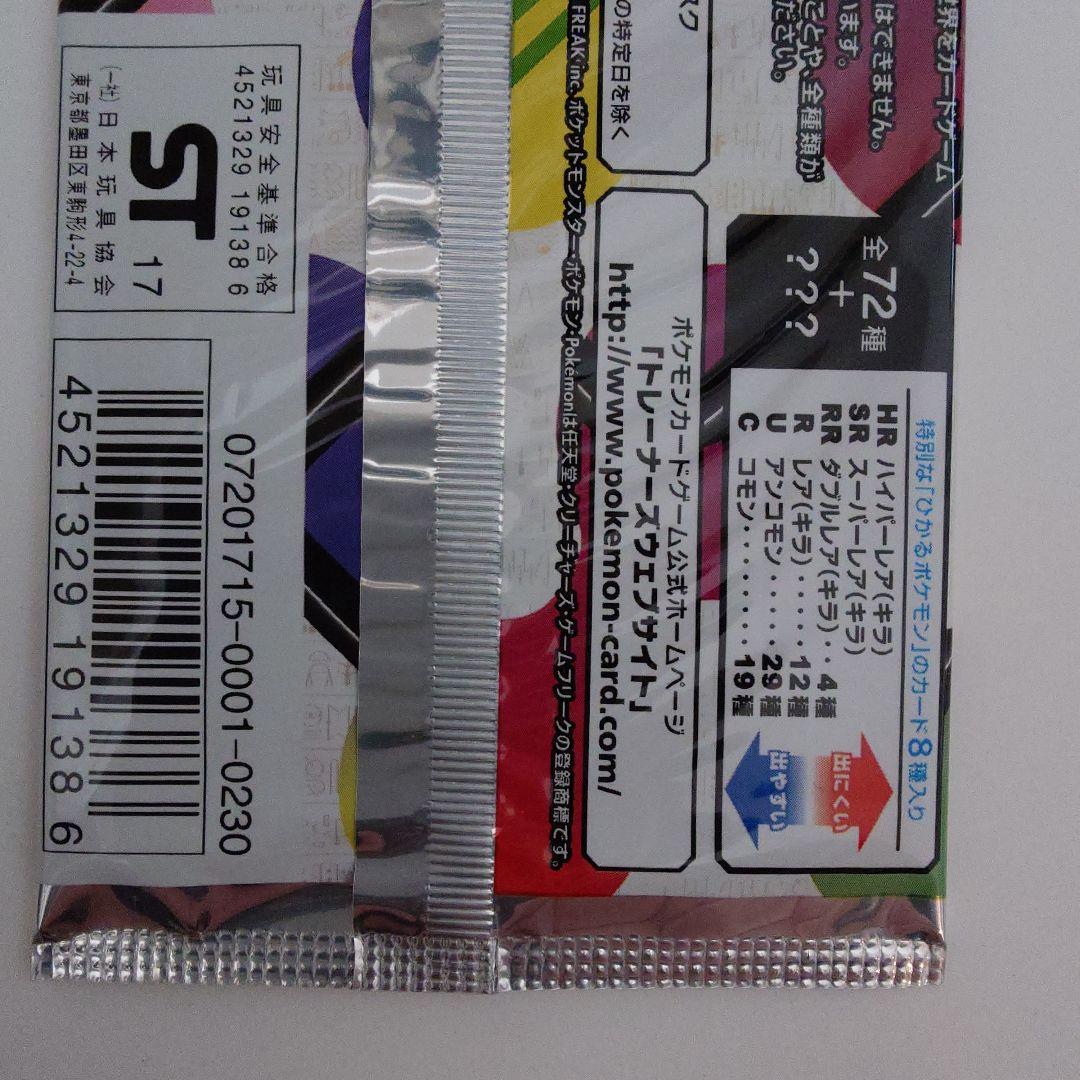 世界をカードゲーム
はできません。
います。
ことや、全種類が
ださい。
スク
の特定日を除く
全72種
+
???
特別な「ひかるポケモン」のカード8種入り
HR ハイパーレア(キラ)
SR スーパーレア(キラ)
RR ダブルレア(キラ)・・4種
R レア(キラ)・・・・・12種
U アンコモン・・・・・29種
C コモン・・・・・・・・19種
出にくい
出やすい
ポケモンカードゲーム公式ホームページ
「トレーナーズウェブサイト」
http://www.pokemon-card.com/
FREAK inc. ポケットモンスター・ポケモン・Pokémonは任天堂・クリーチャーズ・ゲームフリークの登録商標です。
玩具安全基準合格
4521329 19138 6
ST 17
(一社)日本玩具協会
東京都墨田区東駒形4-22-4
07201715-0001-0230
4521329 19138 6